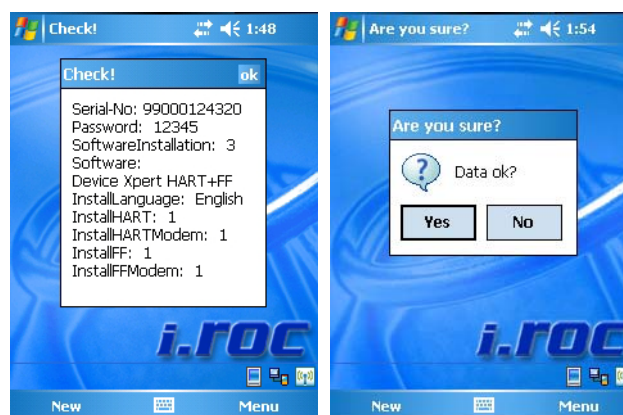 Check!
1:48
Check!
ok
Serial-No: 99000124320
Password: 12345
SoftwareInstallation: 3
Software:
Device Xpert HART+FF
InstallLanguage: English
InstallHART: 1
InstallHARTModem: 1
InstallFF: 1
InstallFFModem: 1
i.roc
New
Menu
Are you sure?
1:54
Are you sure?
Data ok?
Yes
No
i.roc
New
Menu